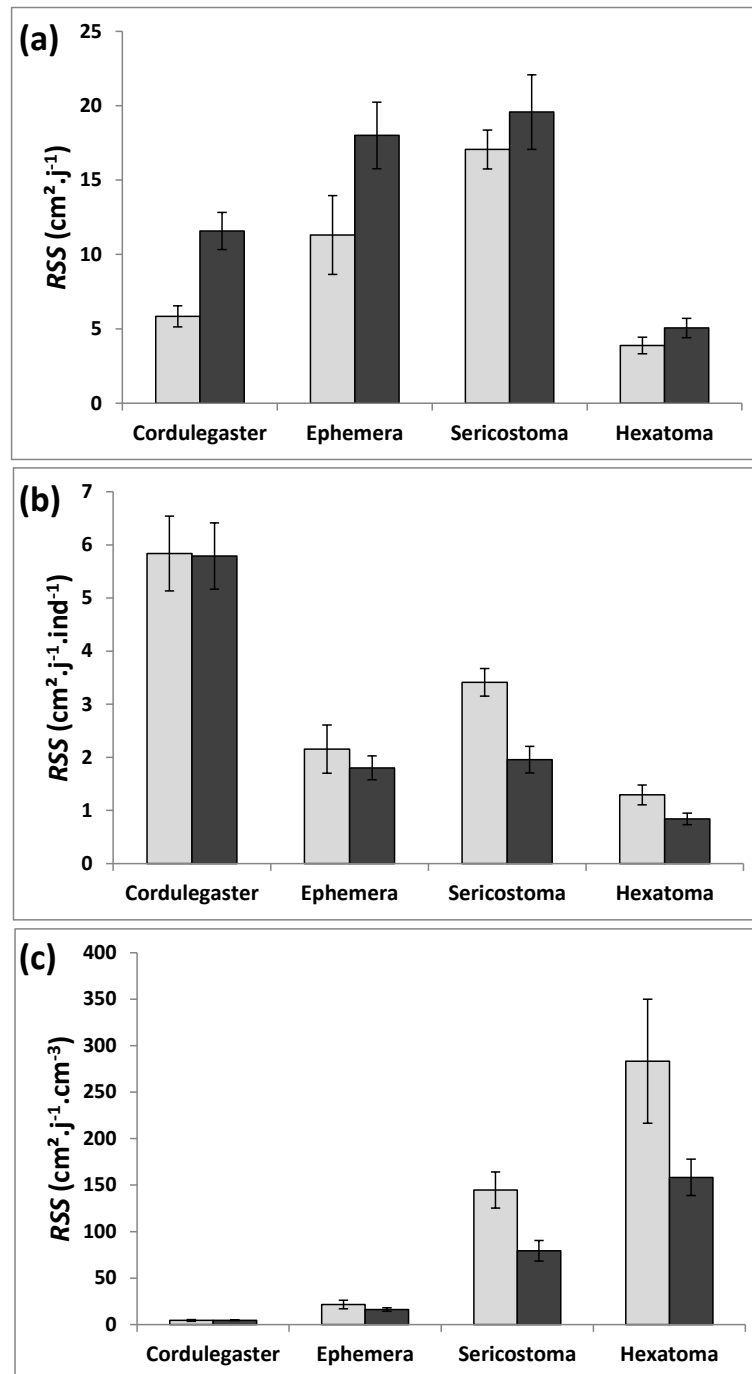 (a)
RSS (cm².j⁻¹)
25
20
15
10
5
0
Cordulegaster Ephemera Sericostoma Hexatoma
(b)
RSS (cm².j⁻¹.ind⁻¹)
7
6
5
4
3
2
1
0
Cordulegaster Ephemera Sericostoma Hexatoma
(c)
RSS (cm².j⁻¹.cm⁻³)
400
350
300
250
200
150
100
50
0
Cordulegaster Ephemera Sericostoma Hexatoma